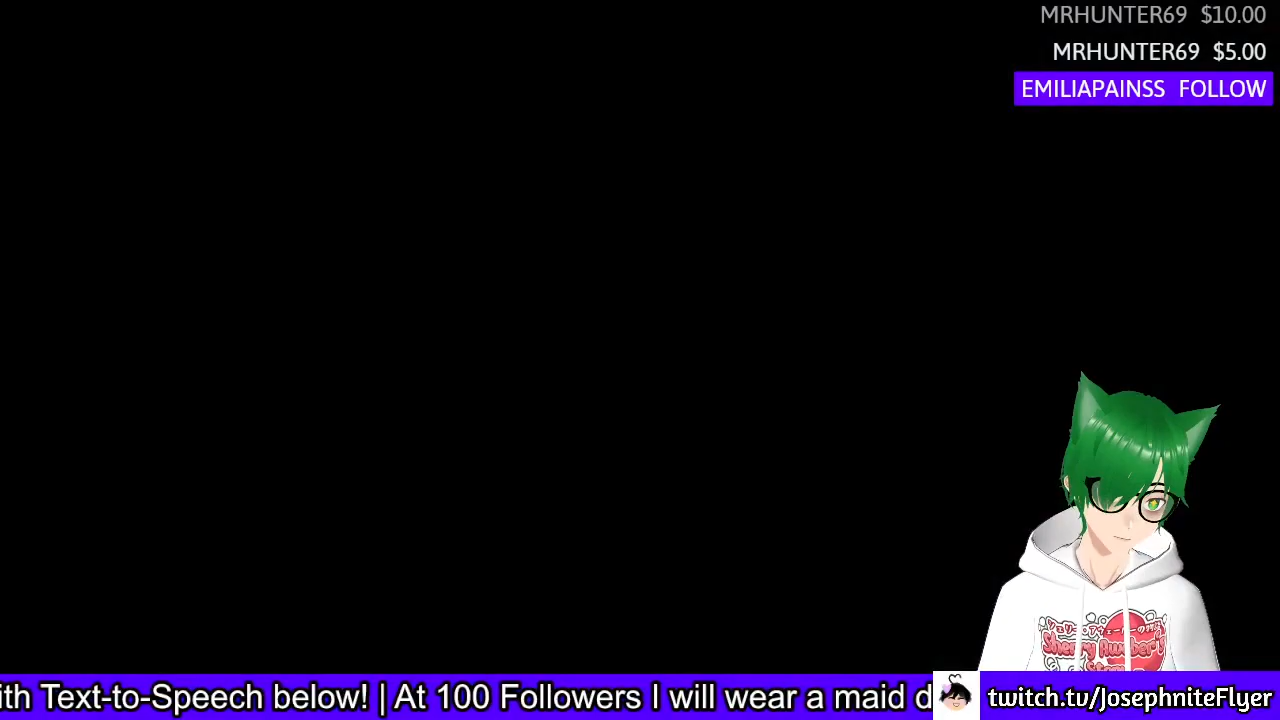 MRHUNTER69 $10.00
MRHUNTER69 $5.00
EMILIAPAINSS FOLLOW
ith Text-to-Speech below! | At 100 Followers I will wear a maid d
twitch.tv/JosephniteFlyer